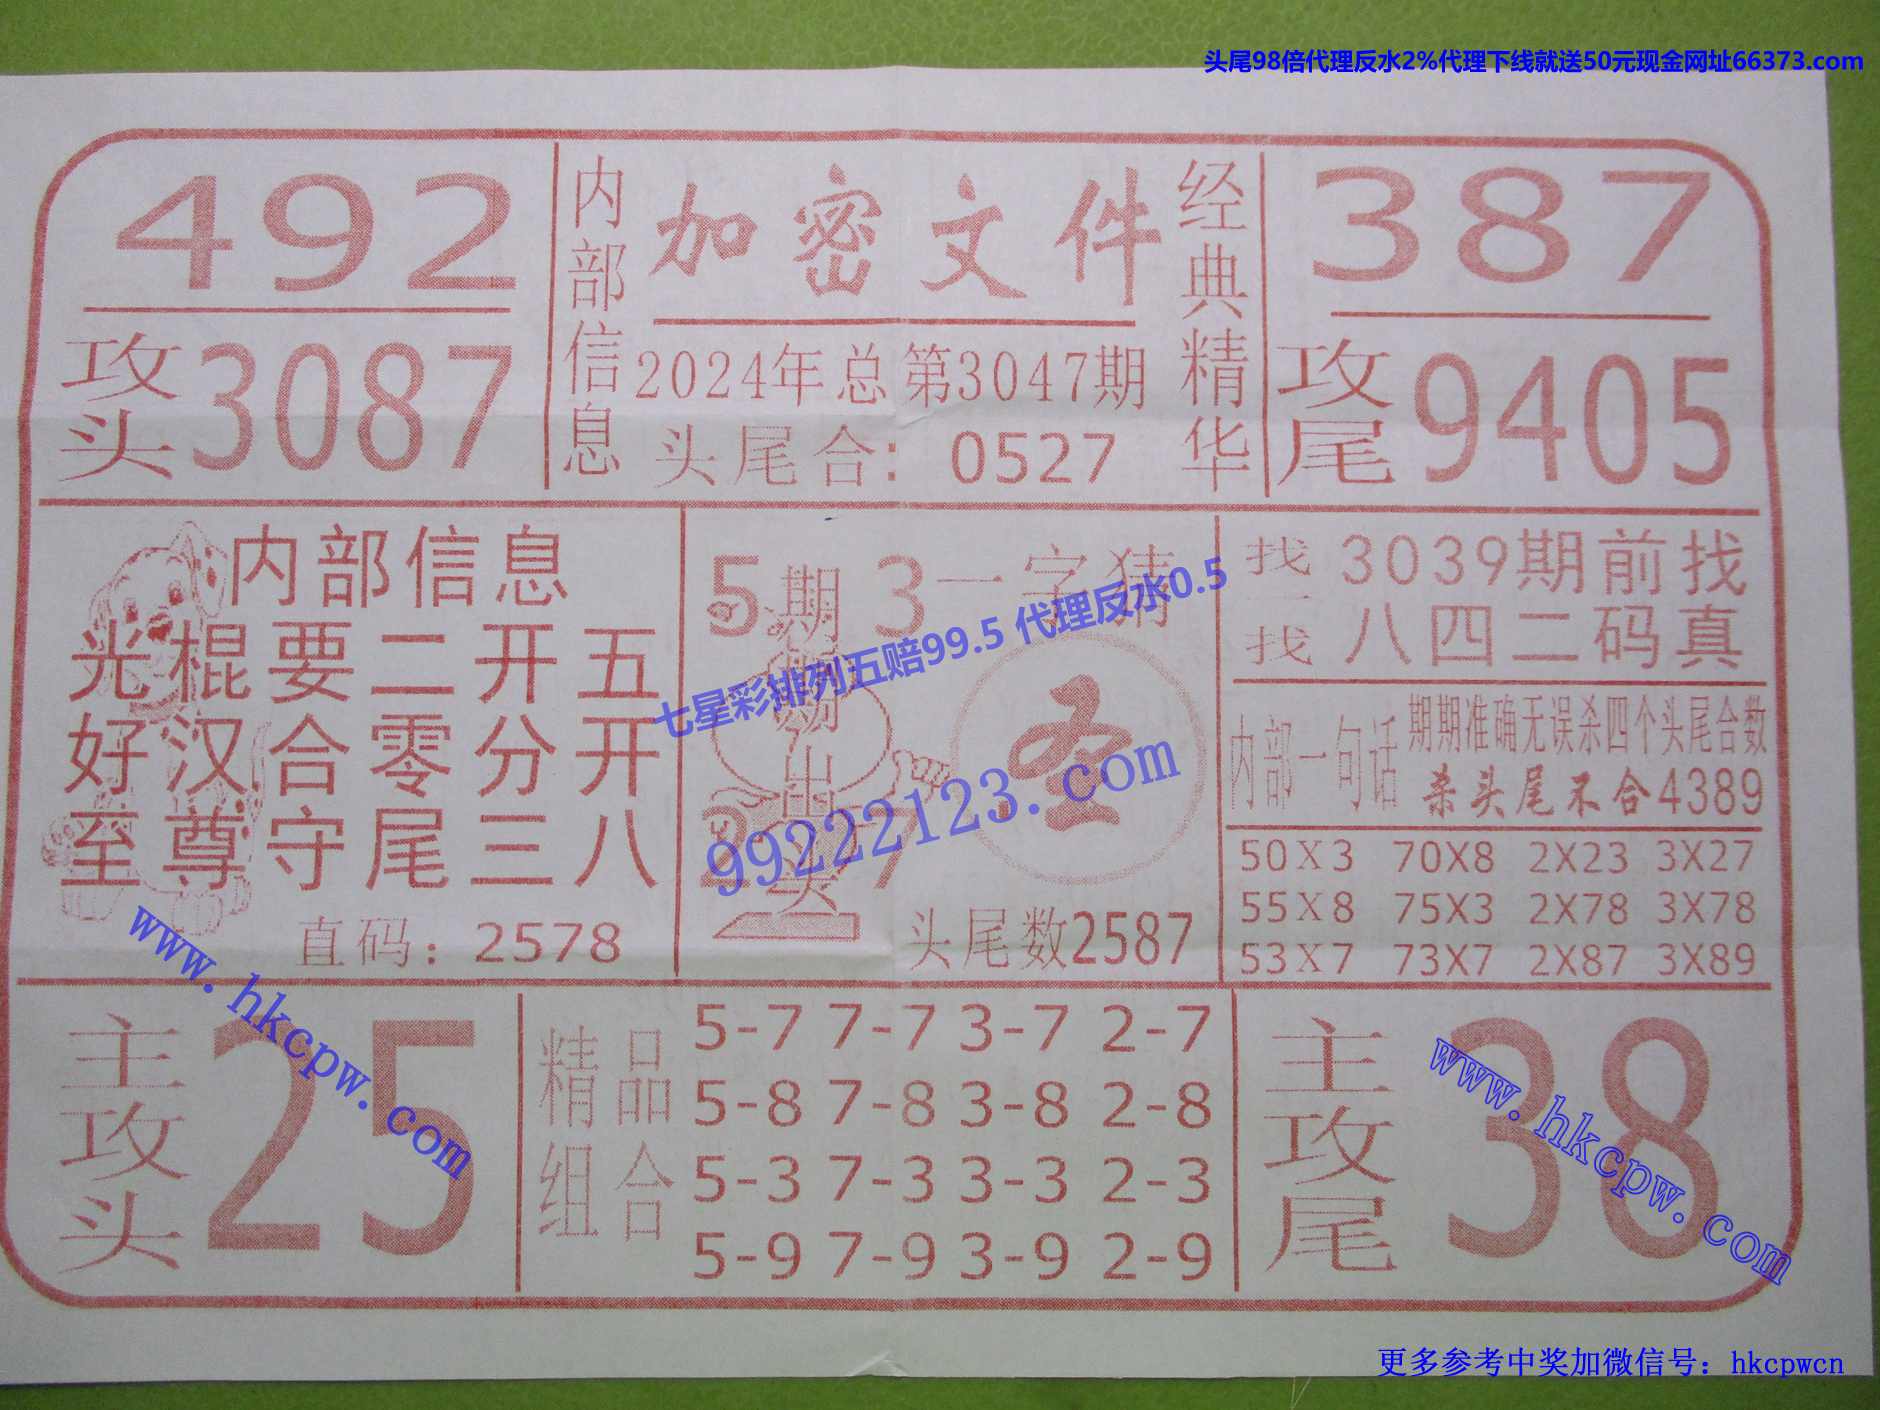 头尾98倍代理反水2%代理下线就送50元现金网址66373.com
492
攻头3087
内部信息
加密文件
2024年总第3047期
头尾合：0527
经典精华
387
攻尾9405
内部信息
光棍要二开五
好汉合零分开
至尊守尾三八
直码：2578
5 3
2 7
期期出头
一字猜
圣
头尾数2587
七星彩排列五赔99.5 代理反水0.5
99222123.com
找一找
3039期前找
八四二码真
内部一句话
期期准确无误杀四个头尾合数
杀头尾不合4389
50X3 70X8 2X23 3X27
55X8 75X3 2X78 3X78
53X7 73X7 2X87 3X89
www.hkcpw.com
主攻头
25
精品组合
5-7 7-7 3-7 2-7
5-8 7-8 3-8 2-8
5-3 7-3 3-3 2-3
5-9 7-9 3-9 2-9
主攻尾
38
www.hkcpw.com
更多参考中奖加微信号：hkcpwcn